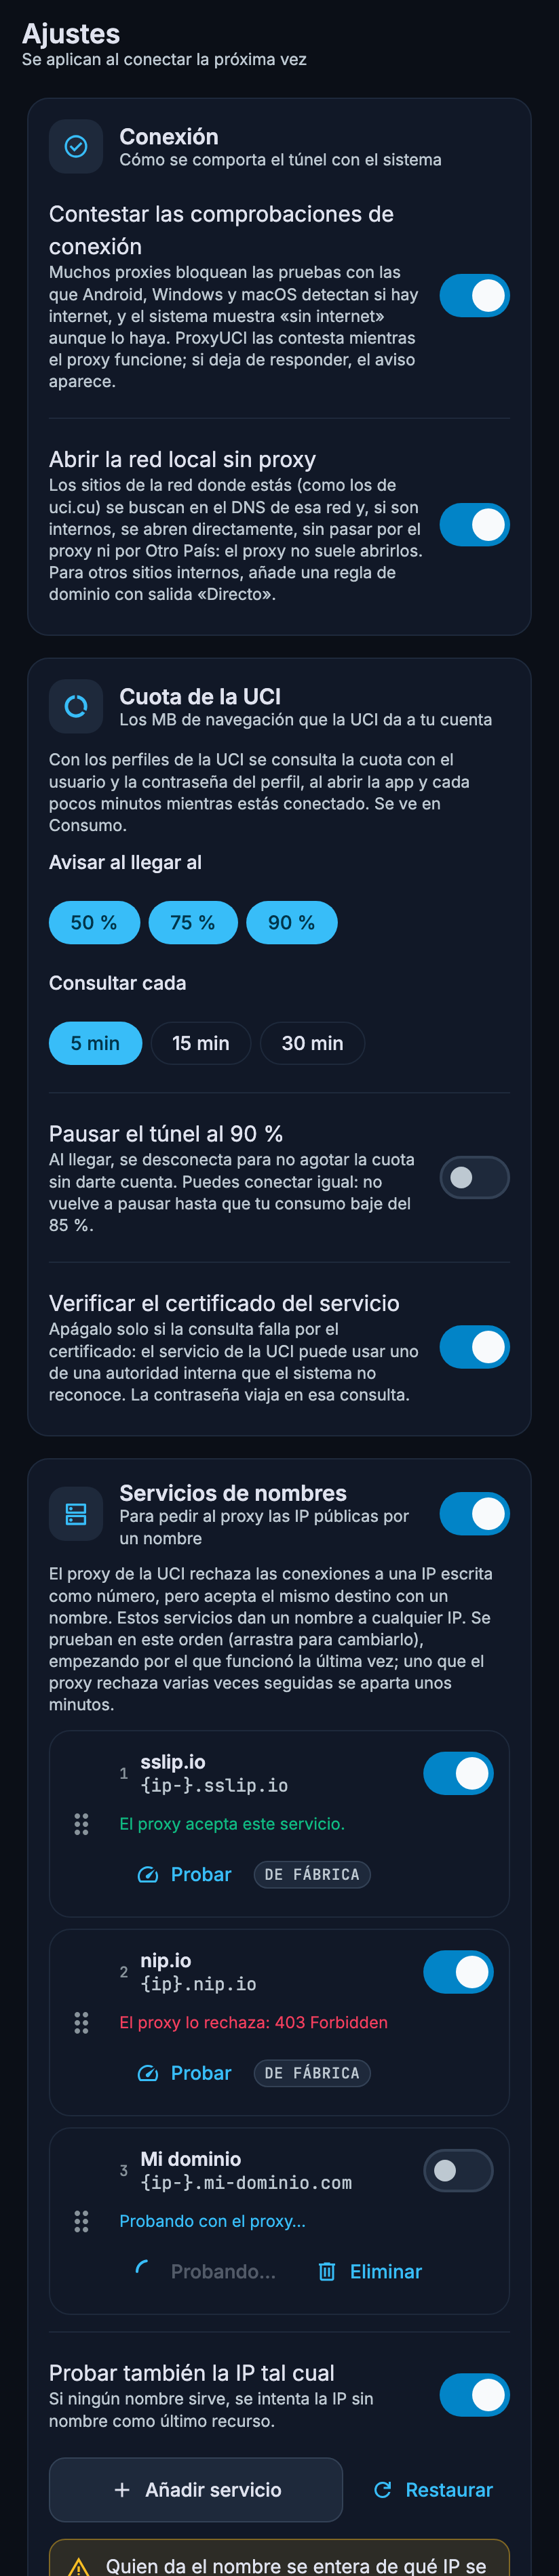 Ajustes
Se aplican al conectar la próxima vez
Conexión
Cómo se comporta el túnel con el sistema
Contestar las comprobaciones de
conexión
Muchos proxies bloquean las pruebas con las
que Android, Windows y macOS detectan si hay
internet, y el sistema muestra «sin internet»
aunque lo haya. ProxyUCI las contesta mientras
el proxy funcione; si deja de responder, el aviso
aparece.
Abrir la red local sin proxy
Los sitios de la red donde estás (como los de
uci.cu) se buscan en el DNS de esa red y, si son
internos, se abren directamente, sin pasar por el
proxy ni por Otro País: el proxy no suele abrirlos.
Para otros sitios internos, añade una regla de
dominio con salida «Directo».
Cuota de la UCI
Los MB de navegación que la UCI da a tu cuenta
Con los perfiles de la UCI se consulta la cuota con el
usuario y la contraseña del perfil, al abrir la app y cada
pocos minutos mientras estás conectado. Se ve en
Consumo.
Avisar al llegar al
50 % 75 % 90 %
Consultar cada
5 min 15 min 30 min
Pausar el túnel al 90 %
Al llegar, se desconecta para no agotar la cuota
sin darte cuenta. Puedes conectar igual: no
vuelve a pausar hasta que tu consumo baje del
85 %.
Verificar el certificado del servicio
Apágalo solo si la consulta falla por el
certificado: el servicio de la UCI puede usar uno
de una autoridad interna que el sistema no
reconoce. La contraseña viaja en esa consulta.
Servicios de nombres
Para pedir al proxy las IP públicas por
un nombre
El proxy de la UCI rechaza las conexiones a una IP escrita
como número, pero acepta el mismo destino con un
nombre. Estos servicios dan un nombre a cualquier IP. Se
prueban en este orden (arrastra para cambiarlo),
empezando por el que funcionó la última vez; uno que el
proxy rechaza varias veces seguidas se aparta unos
minutos.
1 sslip.io
{ip-}.sslip.io
El proxy acepta este servicio.
Probar DE FÁBRICA
2 nip.io
{ip}.nip.io
El proxy lo rechaza: 403 Forbidden
Probar DE FÁBRICA
3 Mi dominio
{ip-}.mi-dominio.com
Probando con el proxy...
Probando... Eliminar
Probar también la IP tal cual
Si ningún nombre sirve, se intenta la IP sin
nombre como último recurso.
+ Añadir servicio Restaurar
Quien da el nombre se entera de qué IP se